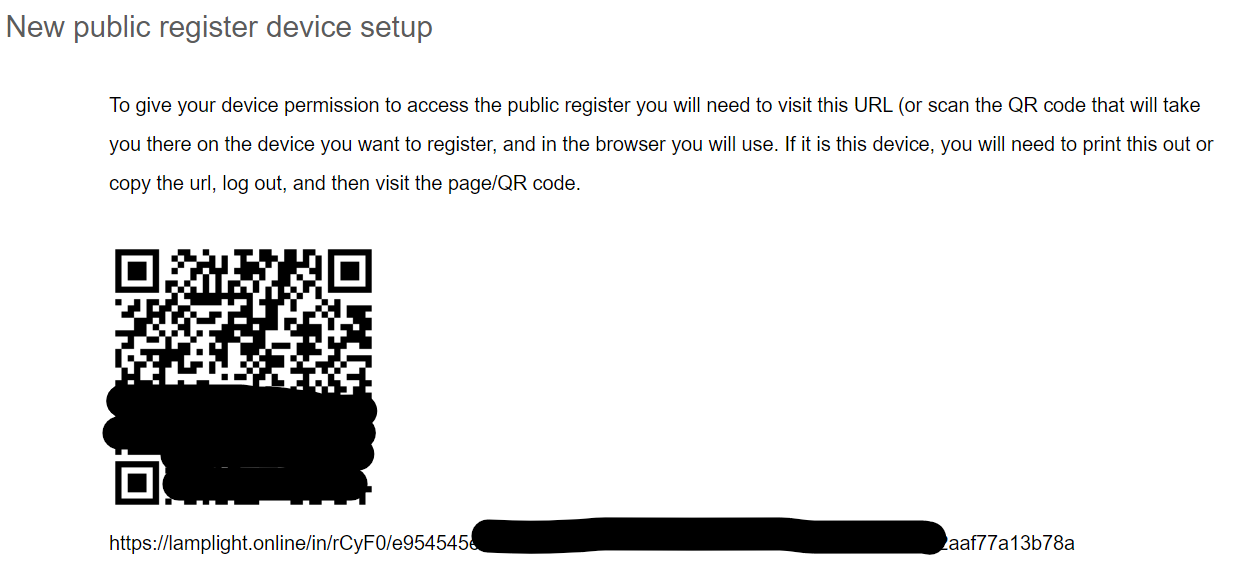 New public register device setup
To give your device permission to access the public register you will need to visit this URL (or scan the QR code that will take
you there on the device you want to register, and in the browser you will use. If it is this device, you will need to print this out or
copy the url, log out, and then visit the page/QR code.
https://lamplight.online/in/rCyF0/e954545 aaf77a13b78a